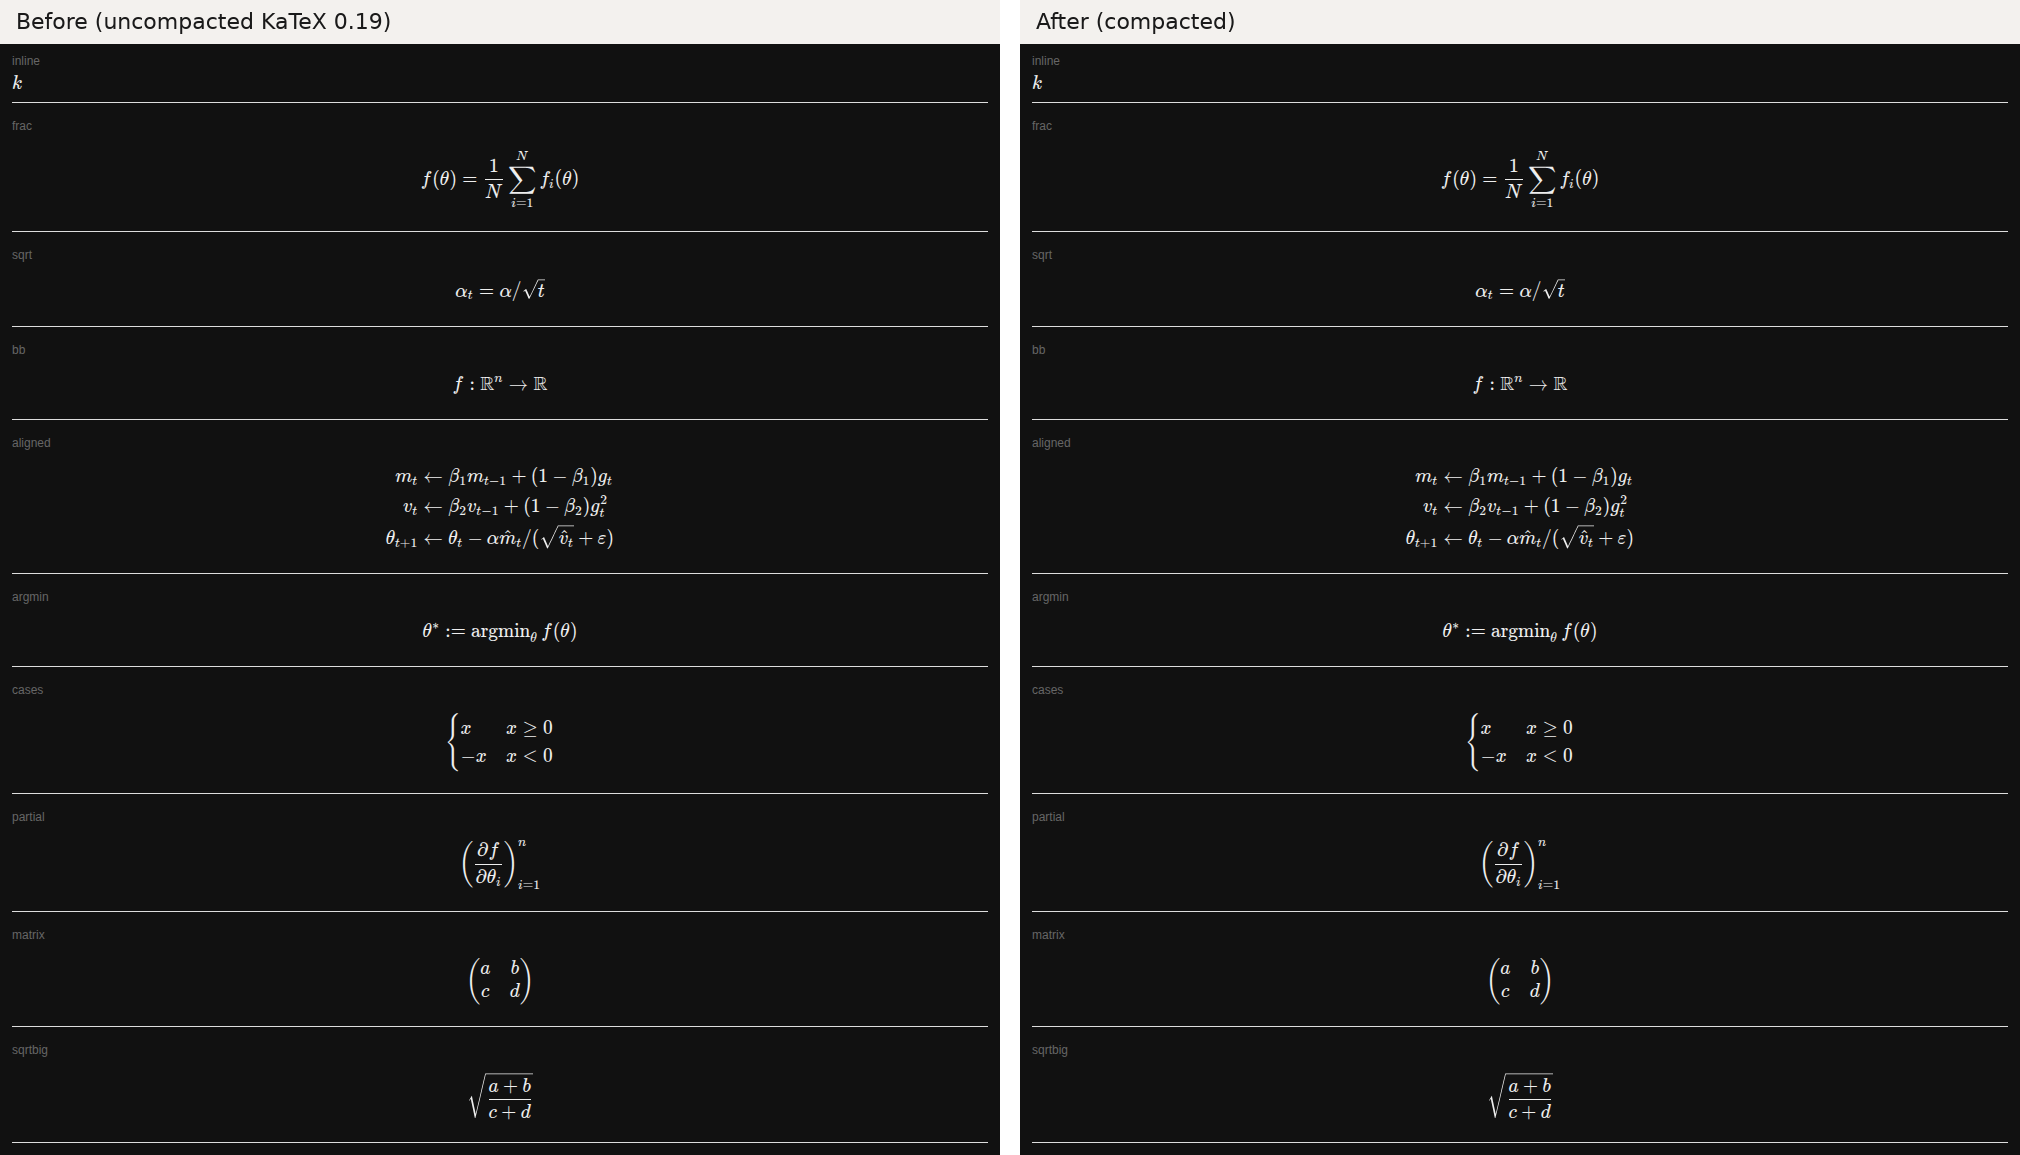 Before (uncompacted KaTeX 0.19)
inline
k
frac
f(θ) = 1/N ∑_{i=1}^{N} f_i(θ)
sqrt
α_t = α/√t
bb
f : ℝ^n → ℝ
aligned
m_t ← β_1 m_{t−1} + (1 − β_1)g_t
v_t ← β_2 v_{t−1} + (1 − β_2)g_t^2
θ_{t+1} ← θ_t − αm̂_t/(√v̂_t + ε)
argmin
θ^* := argmin_θ f(θ)
cases
{ x x ≥ 0
−x x < 0
partial
(∂f/∂θ_i)_{i=1}^{n}
matrix
(a b
c d)
sqrtbig
√((a + b)/(c + d))
After (compacted)
inline
k
frac
f(θ) = 1/N ∑_{i=1}^{N} f_i(θ)
sqrt
α_t = α/√t
bb
f : ℝ^n → ℝ
aligned
m_t ← β_1 m_{t−1} + (1 − β_1)g_t
v_t ← β_2 v_{t−1} + (1 − β_2)g_t^2
θ_{t+1} ← θ_t − αm̂_t/(√v̂_t + ε)
argmin
θ^* := argmin_θ f(θ)
cases
{ x x ≥ 0
−x x < 0
partial
(∂f/∂θ_i)_{i=1}^{n}
matrix
(a b
c d)
sqrtbig
√((a + b)/(c + d))